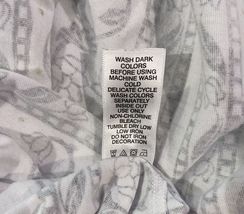 WASH DARK
COLORS
BEFORE USING
MACHINE WASH
COLD
DELICATE CYCLE
WASH COLORS
SEPARATELY
INSIDE OUT
USE ONLY
NON-CHLORINE
BLEACH
TUMBLE DRY LOW
LOW IRON
DO NOT IRON
DECORATION